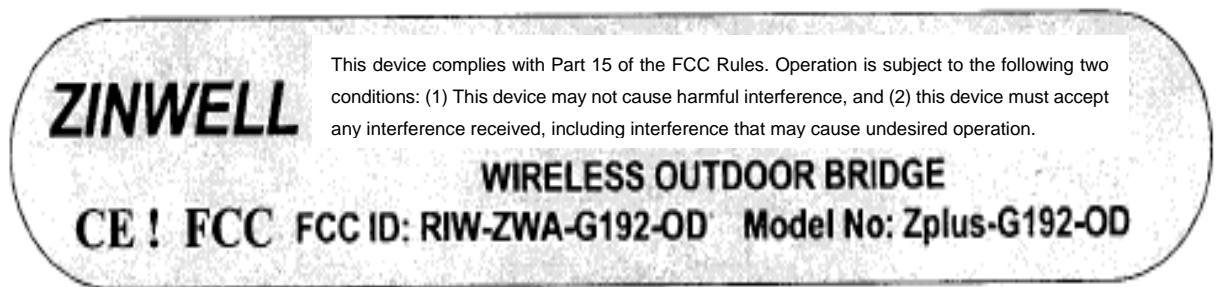 ZINWELL
This device complies with Part 15 of the FCC Rules. Operation is subject to the following two
conditions: (1) This device may not cause harmful interference, and (2) this device must accept
any interference received, including interference that may cause undesired operation.
WIRELESS OUTDOOR BRIDGE
CE ! FCC FCC ID: RIW-ZWA-G192-OD Model No: Zplus-G192-OD